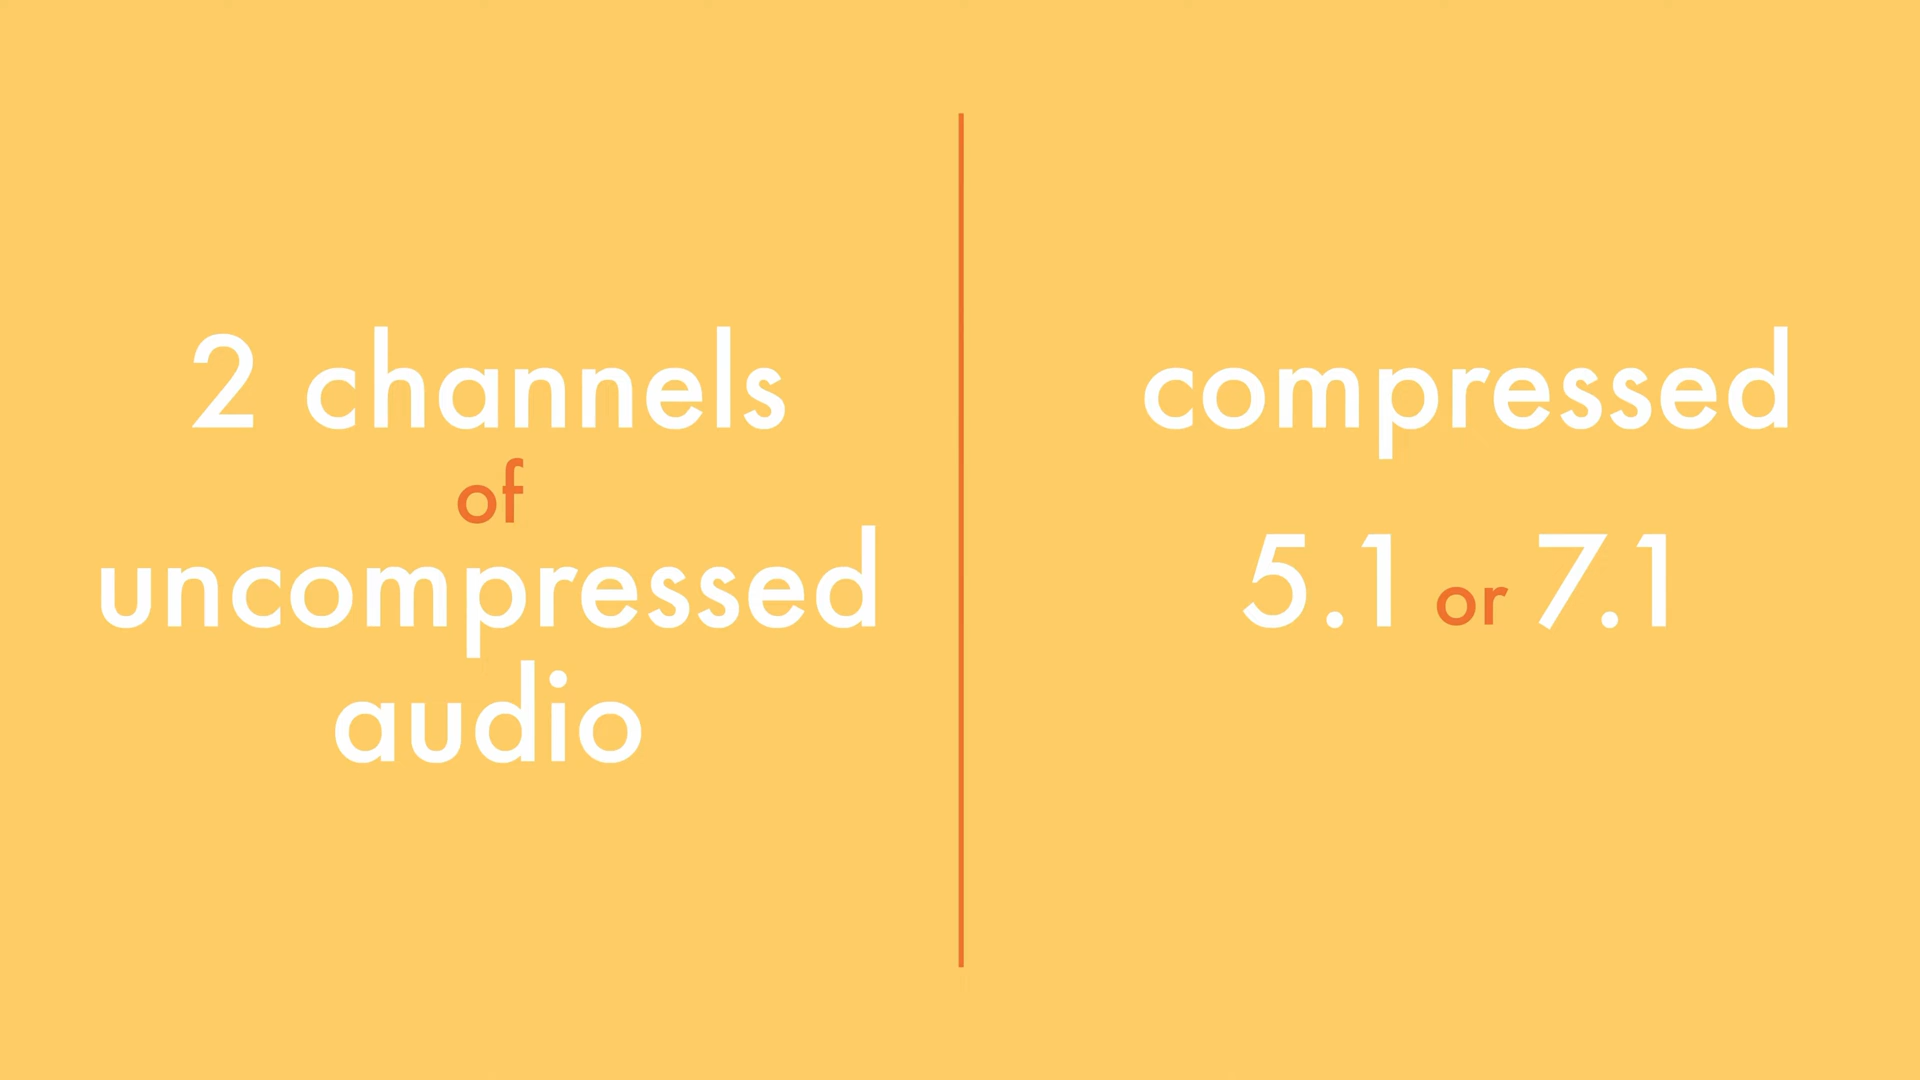 2 channels
of
uncompressed
audio
compressed
5.1 or 7.1